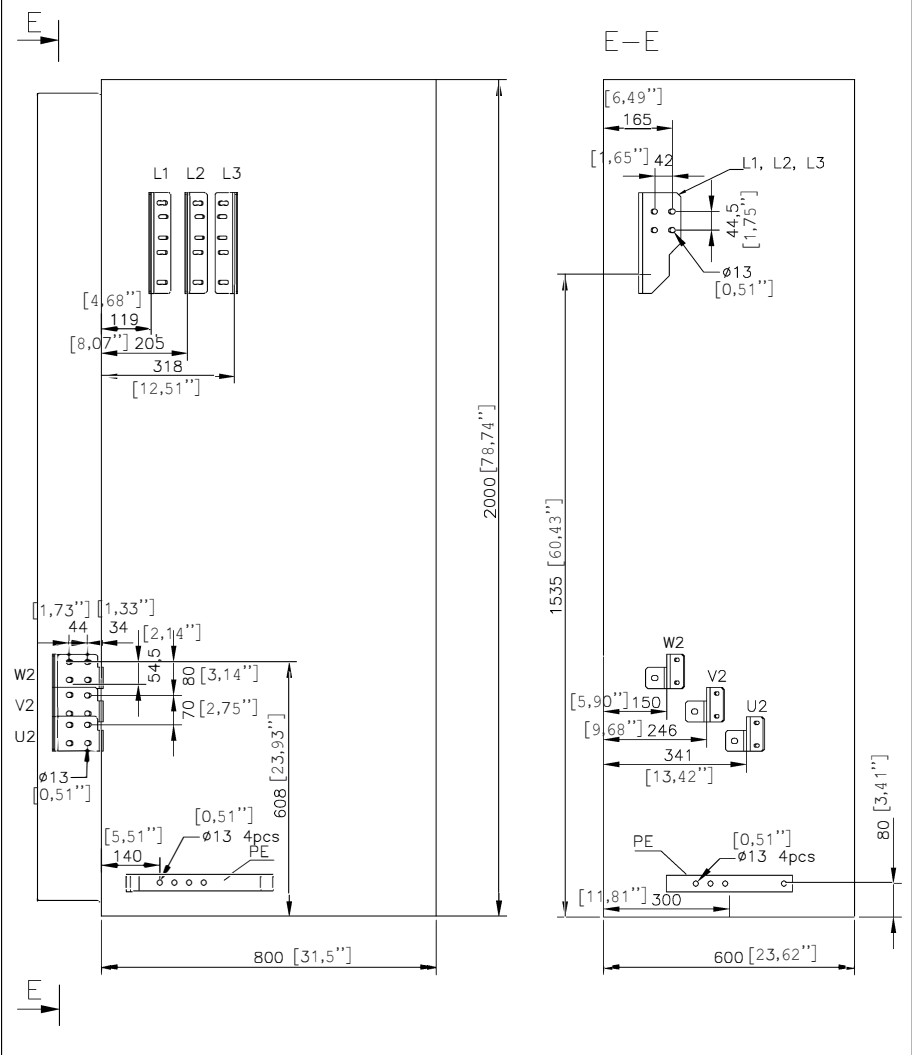 E
E–E
[6,49’’]
165
[1,65’’] 42
L1, L2, L3
44,5
[1,75’’]
ø13
[0,51’’]
L1 L2 L3
[4,68’’]
119
[8,07’’] 205
318
[12,51’’]
2000 [78,74’’]
1535 [60,43’’]
[1,73’’] [1,33’’]
44 34
[2,14’’]
54,5
80 [3,14’’]
70 [2,75’’]
W2
V2
U2
ø13
[0,51’’]
608 [23,93’’]
W2
V2
U2
[5,90’’] 150
[9,68’’] 246
341
[13,42’’]
80 [3,41’’]
[0,51’’]
ø13 4pcs
[5,51’’]
140
PE
[0,51’’]
ø13 4pcs
PE
[11,81’’] 300
800 [31,5’’]
600 [23,62’’]
E